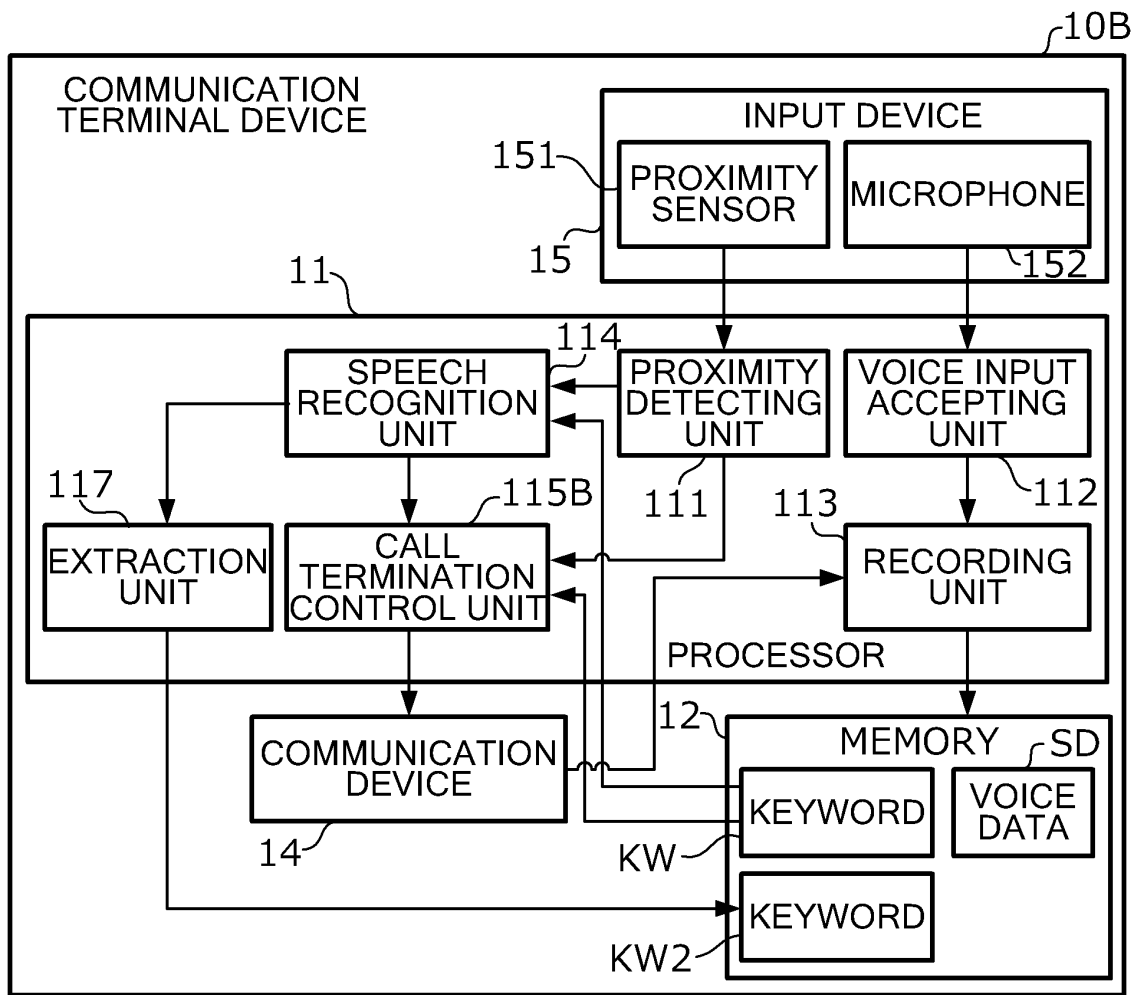 10B
COMMUNICATION
TERMINAL DEVICE
INPUT DEVICE
151
PROXIMITY
SENSOR
MICROPHONE
15
152
11
114
SPEECH
RECOGNITION
UNIT
PROXIMITY
DETECTING
UNIT
VOICE INPUT
ACCEPTING
UNIT
117
115B
111
112
113
EXTRACTION
UNIT
CALL
TERMINATION
CONTROL UNIT
RECORDING
UNIT
PROCESSOR
12
MEMORY
SD
COMMUNICATION
DEVICE
14
KEYWORD
VOICE
DATA
KW
KEYWORD
KW2